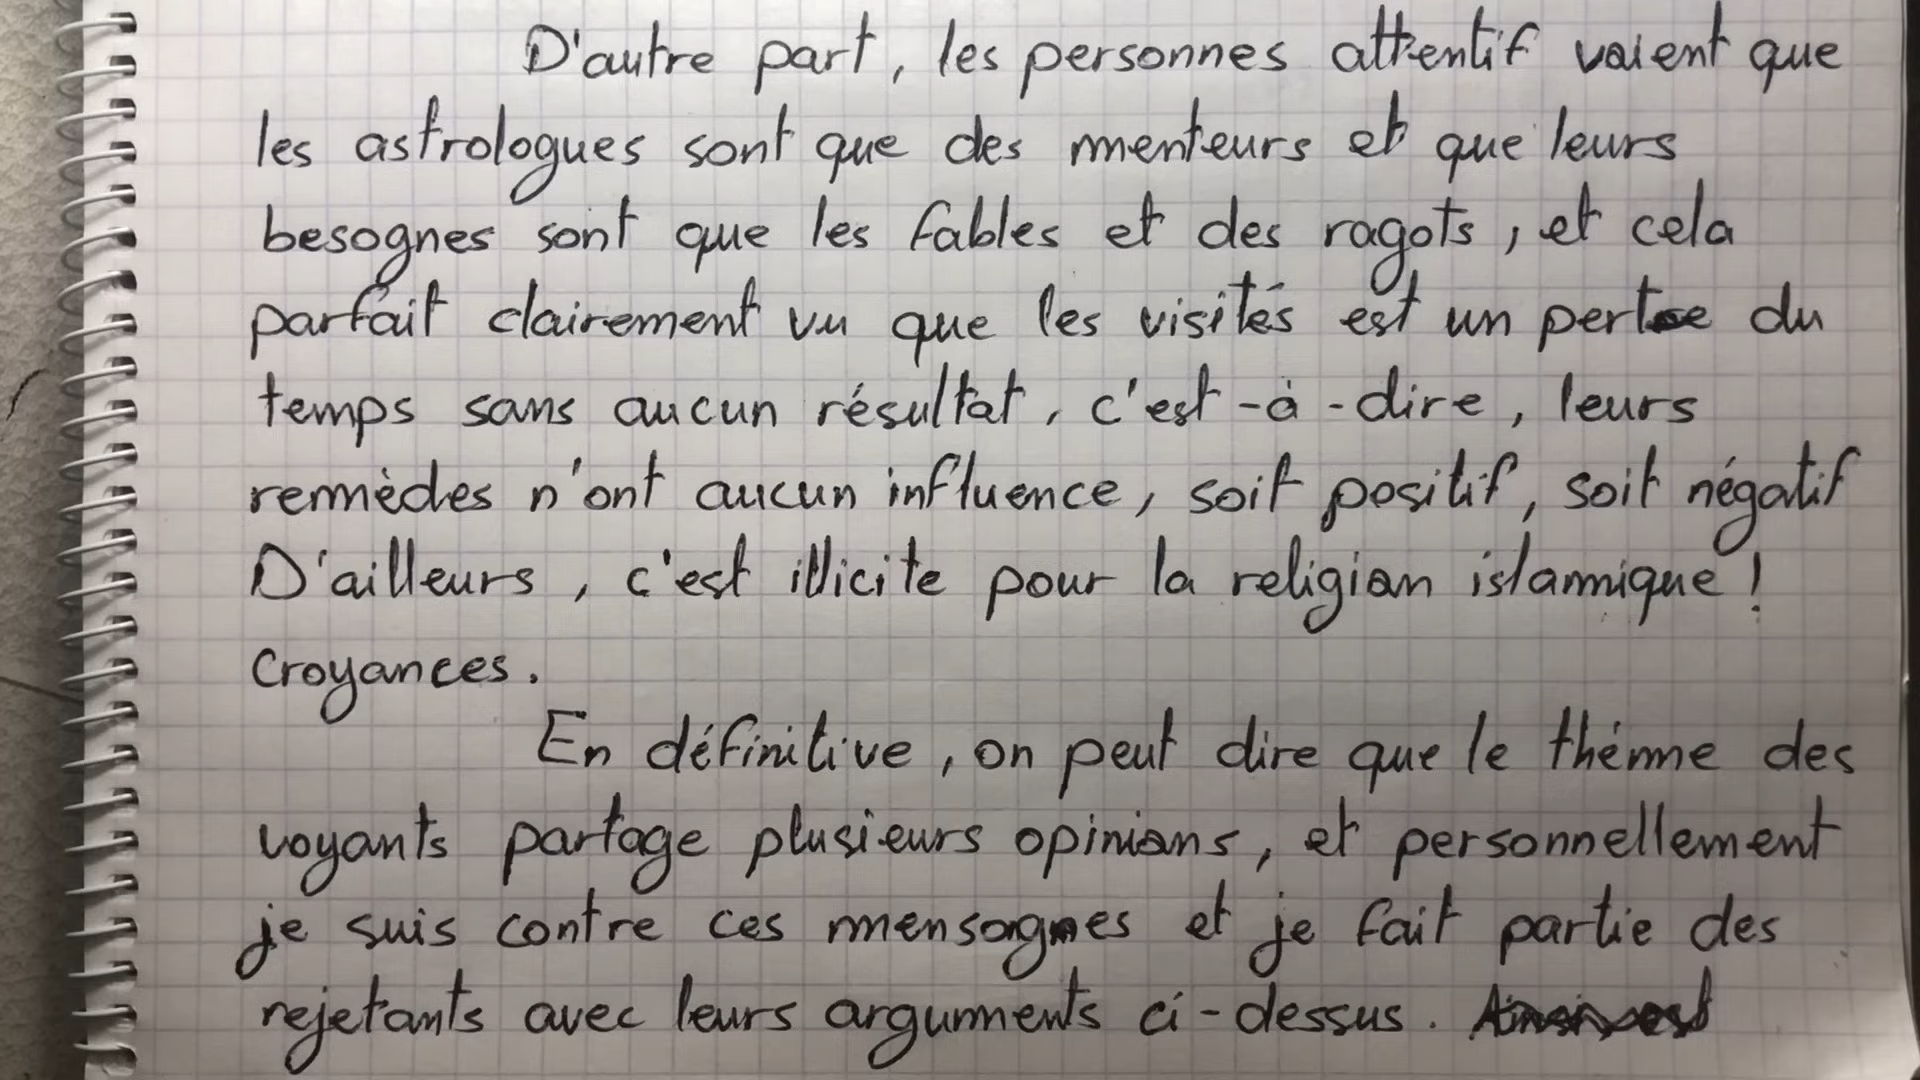 D'autre part, les personnes attentif voient que
les astrologues sont que des menteurs et que leurs
besognes sont que les fables et des ragots, et cela
parfait clairement vu que les visités est un perte du
temps sans aucun résultat, c'est-à-dire, leurs
remèdes n'ont aucun influence, soit positif, soit négatif
D'ailleurs, c'est illicite pour la religion islamique!
croyances.
En définitive, on peut dire que le théme des
voyants partage plusieurs opinions, et personnellement
je suis contre ces mensognes et je fait partie des
rejetants avec leurs arguments ci-dessus.